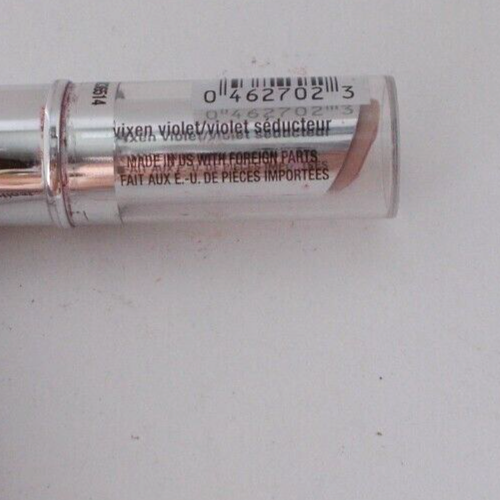 0 462702 3
vixen violet/violet séducteur
MADE IN US WITH FOREIGN PARTS
FAIT AUX É.-U. DE PIÈCES IMPORTÉES